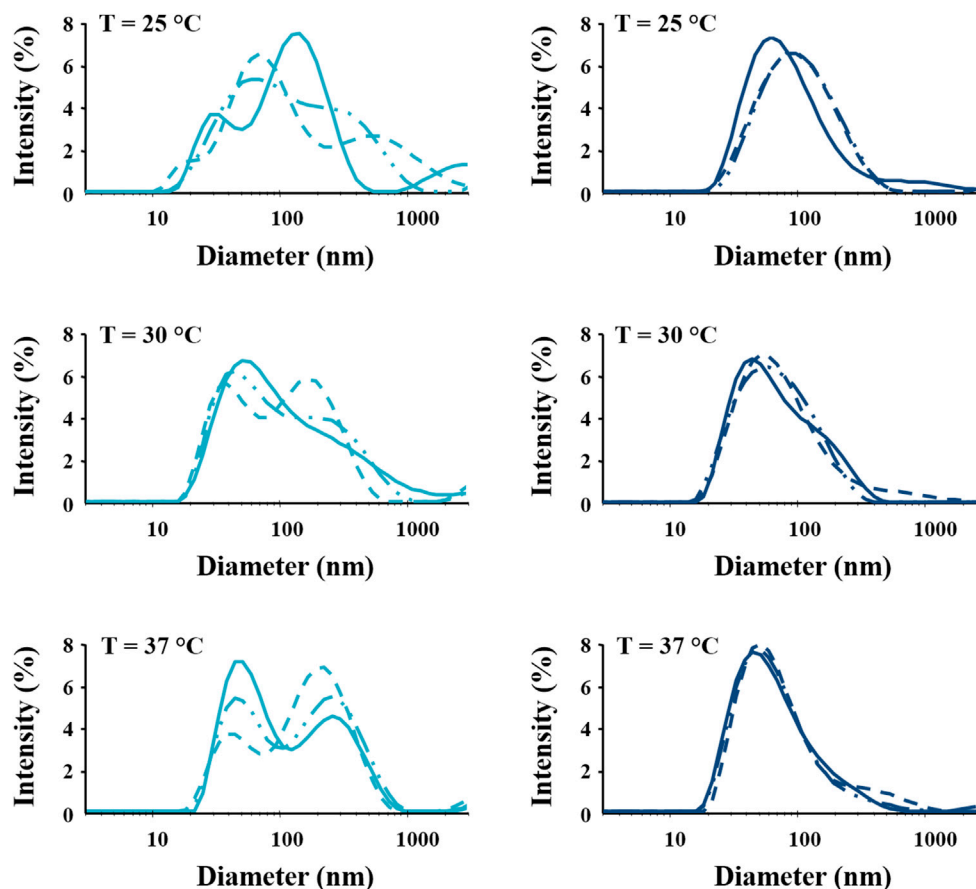 T = 25 °C
8
6
4
2
0
Intensity (%)
10 100 1000
Diameter (nm)
T = 25 °C
8
6
4
2
0
Intensity (%)
10 100 1000
Diameter (nm)
T = 30 °C
8
6
4
2
0
Intensity (%)
10 100 1000
Diameter (nm)
T = 30 °C
8
6
4
2
0
Intensity (%)
10 100 1000
Diameter (nm)
T = 37 °C
8
6
4
2
0
Intensity (%)
10 100 1000
Diameter (nm)
T = 37 °C
8
6
4
2
0
Intensity (%)
10 100 1000
Diameter (nm)